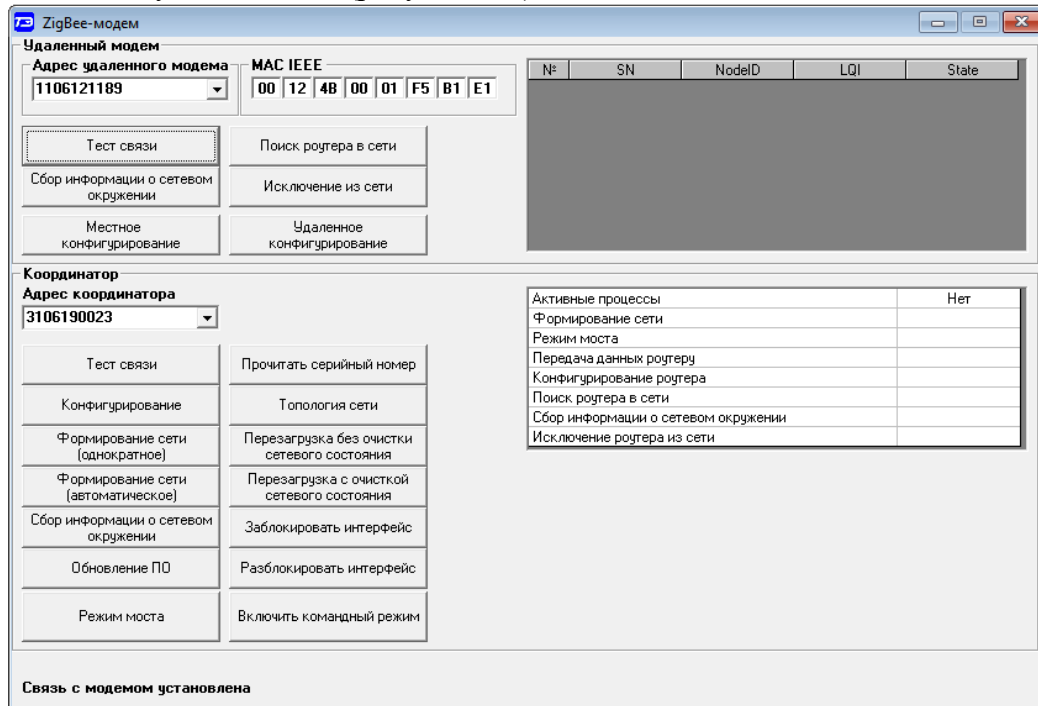 ТЭ ZigBee-модем
Удаленный модем
Адрес удаленного модема
1106121189
MAC IEEE
00 12 4B 00 01 F5 B1 E1
Тест связи
Поиск роутера в сети
Сбор информации о сетевом
окружении
Исключение из сети
Местное
конфигурирование
Удаленное
конфигурирование
№ SN NodeID LQI State
Координатор
Адрес координатора
3106190023
Тест связи
Прочитать серийный номер
Конфигурирование
Топология сети
Формирование сети
(однократное)
Перезагрузка без очистки
сетевого состояния
Формирование сети
(автоматическое)
Перезагрузка с очисткой
сетевого состояния
Сбор информации о сетевом
окружении
Заблокировать интерфейс
Обновление ПО
Разблокировать интерфейс
Режим моста
Включить командный режим
Активные процессы Нет
Формирование сети
Режим моста
Передача данных роутеру
Конфигурирование роутера
Поиск роутера в сети
Сбор информации о сетевом окружении
Исключение роутера из сети
Связь с модемом установлена